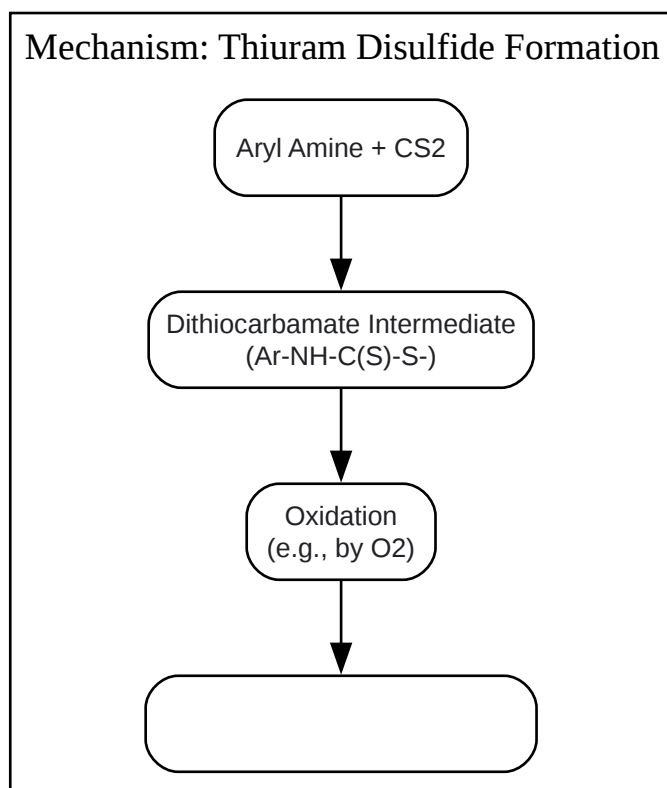 Mechanism: Thiuram Disulfide Formation
Aryl Amine + CS2
Dithiocarbamate Intermediate
(Ar-NH-C(S)-S-)
Oxidation
(e.g., by O2)